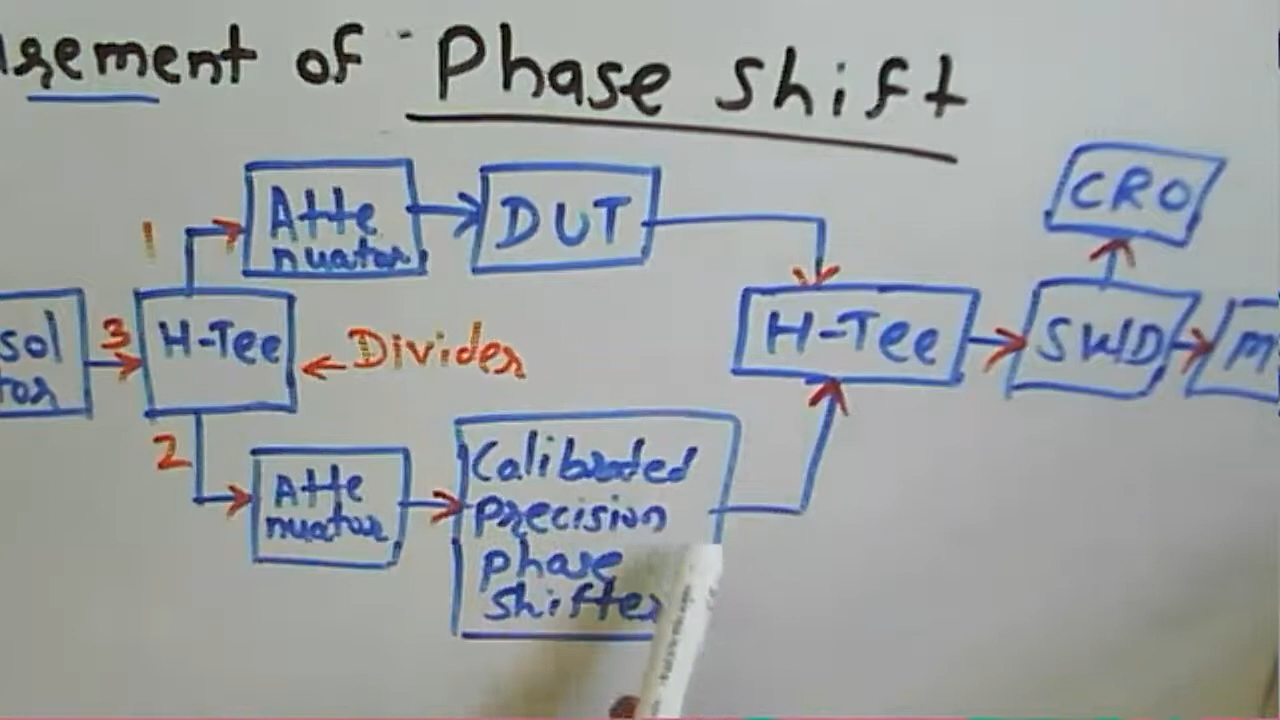 urement of Phase shift
CRO
1
Atte
nuator
DUT
sol
tor
3
H-Tee
← Divider
H-Tee
SWD
m
2
Atte
nuator
Calibrated
precision
phase
shifter